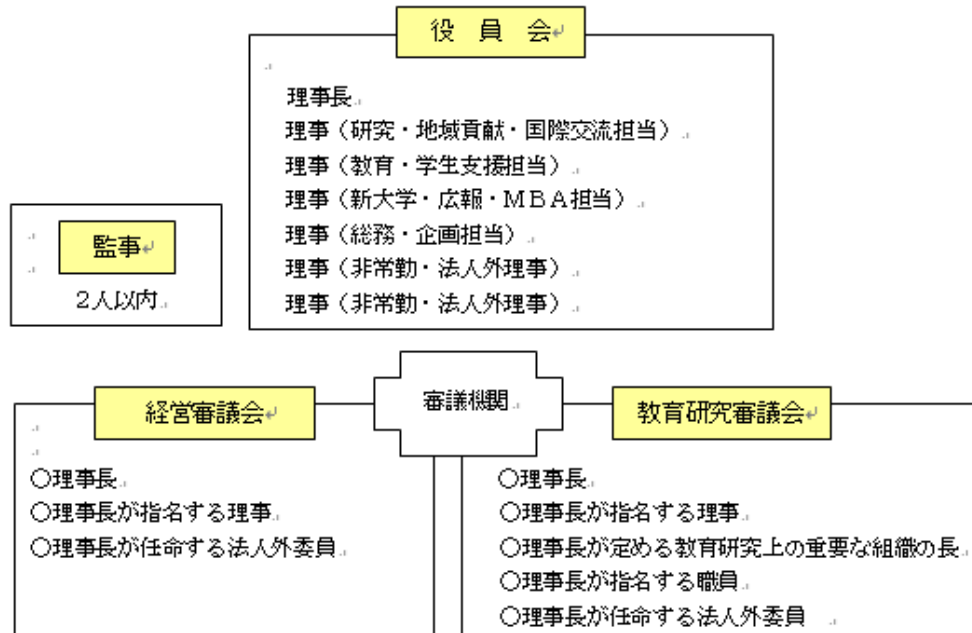 役 員 会
理事長
理事（研究・地域貢献・国際交流担当）
理事（教育・学生支援担当）
理事（新大学・広報・ＭＢＡ担当）
理事（総務・企画担当）
理事（非常勤・法人外理事）
理事（非常勤・法人外理事）
監事
２人以内
審議機関
経営審議会
○理事長
○理事長が指名する理事
○理事長が任命する法人外委員
教育研究審議会
○理事長
○理事長が指名する理事
○理事長が定める教育研究上の重要な組織の長
○理事長が指名する職員
○理事長が任命する法人外委員